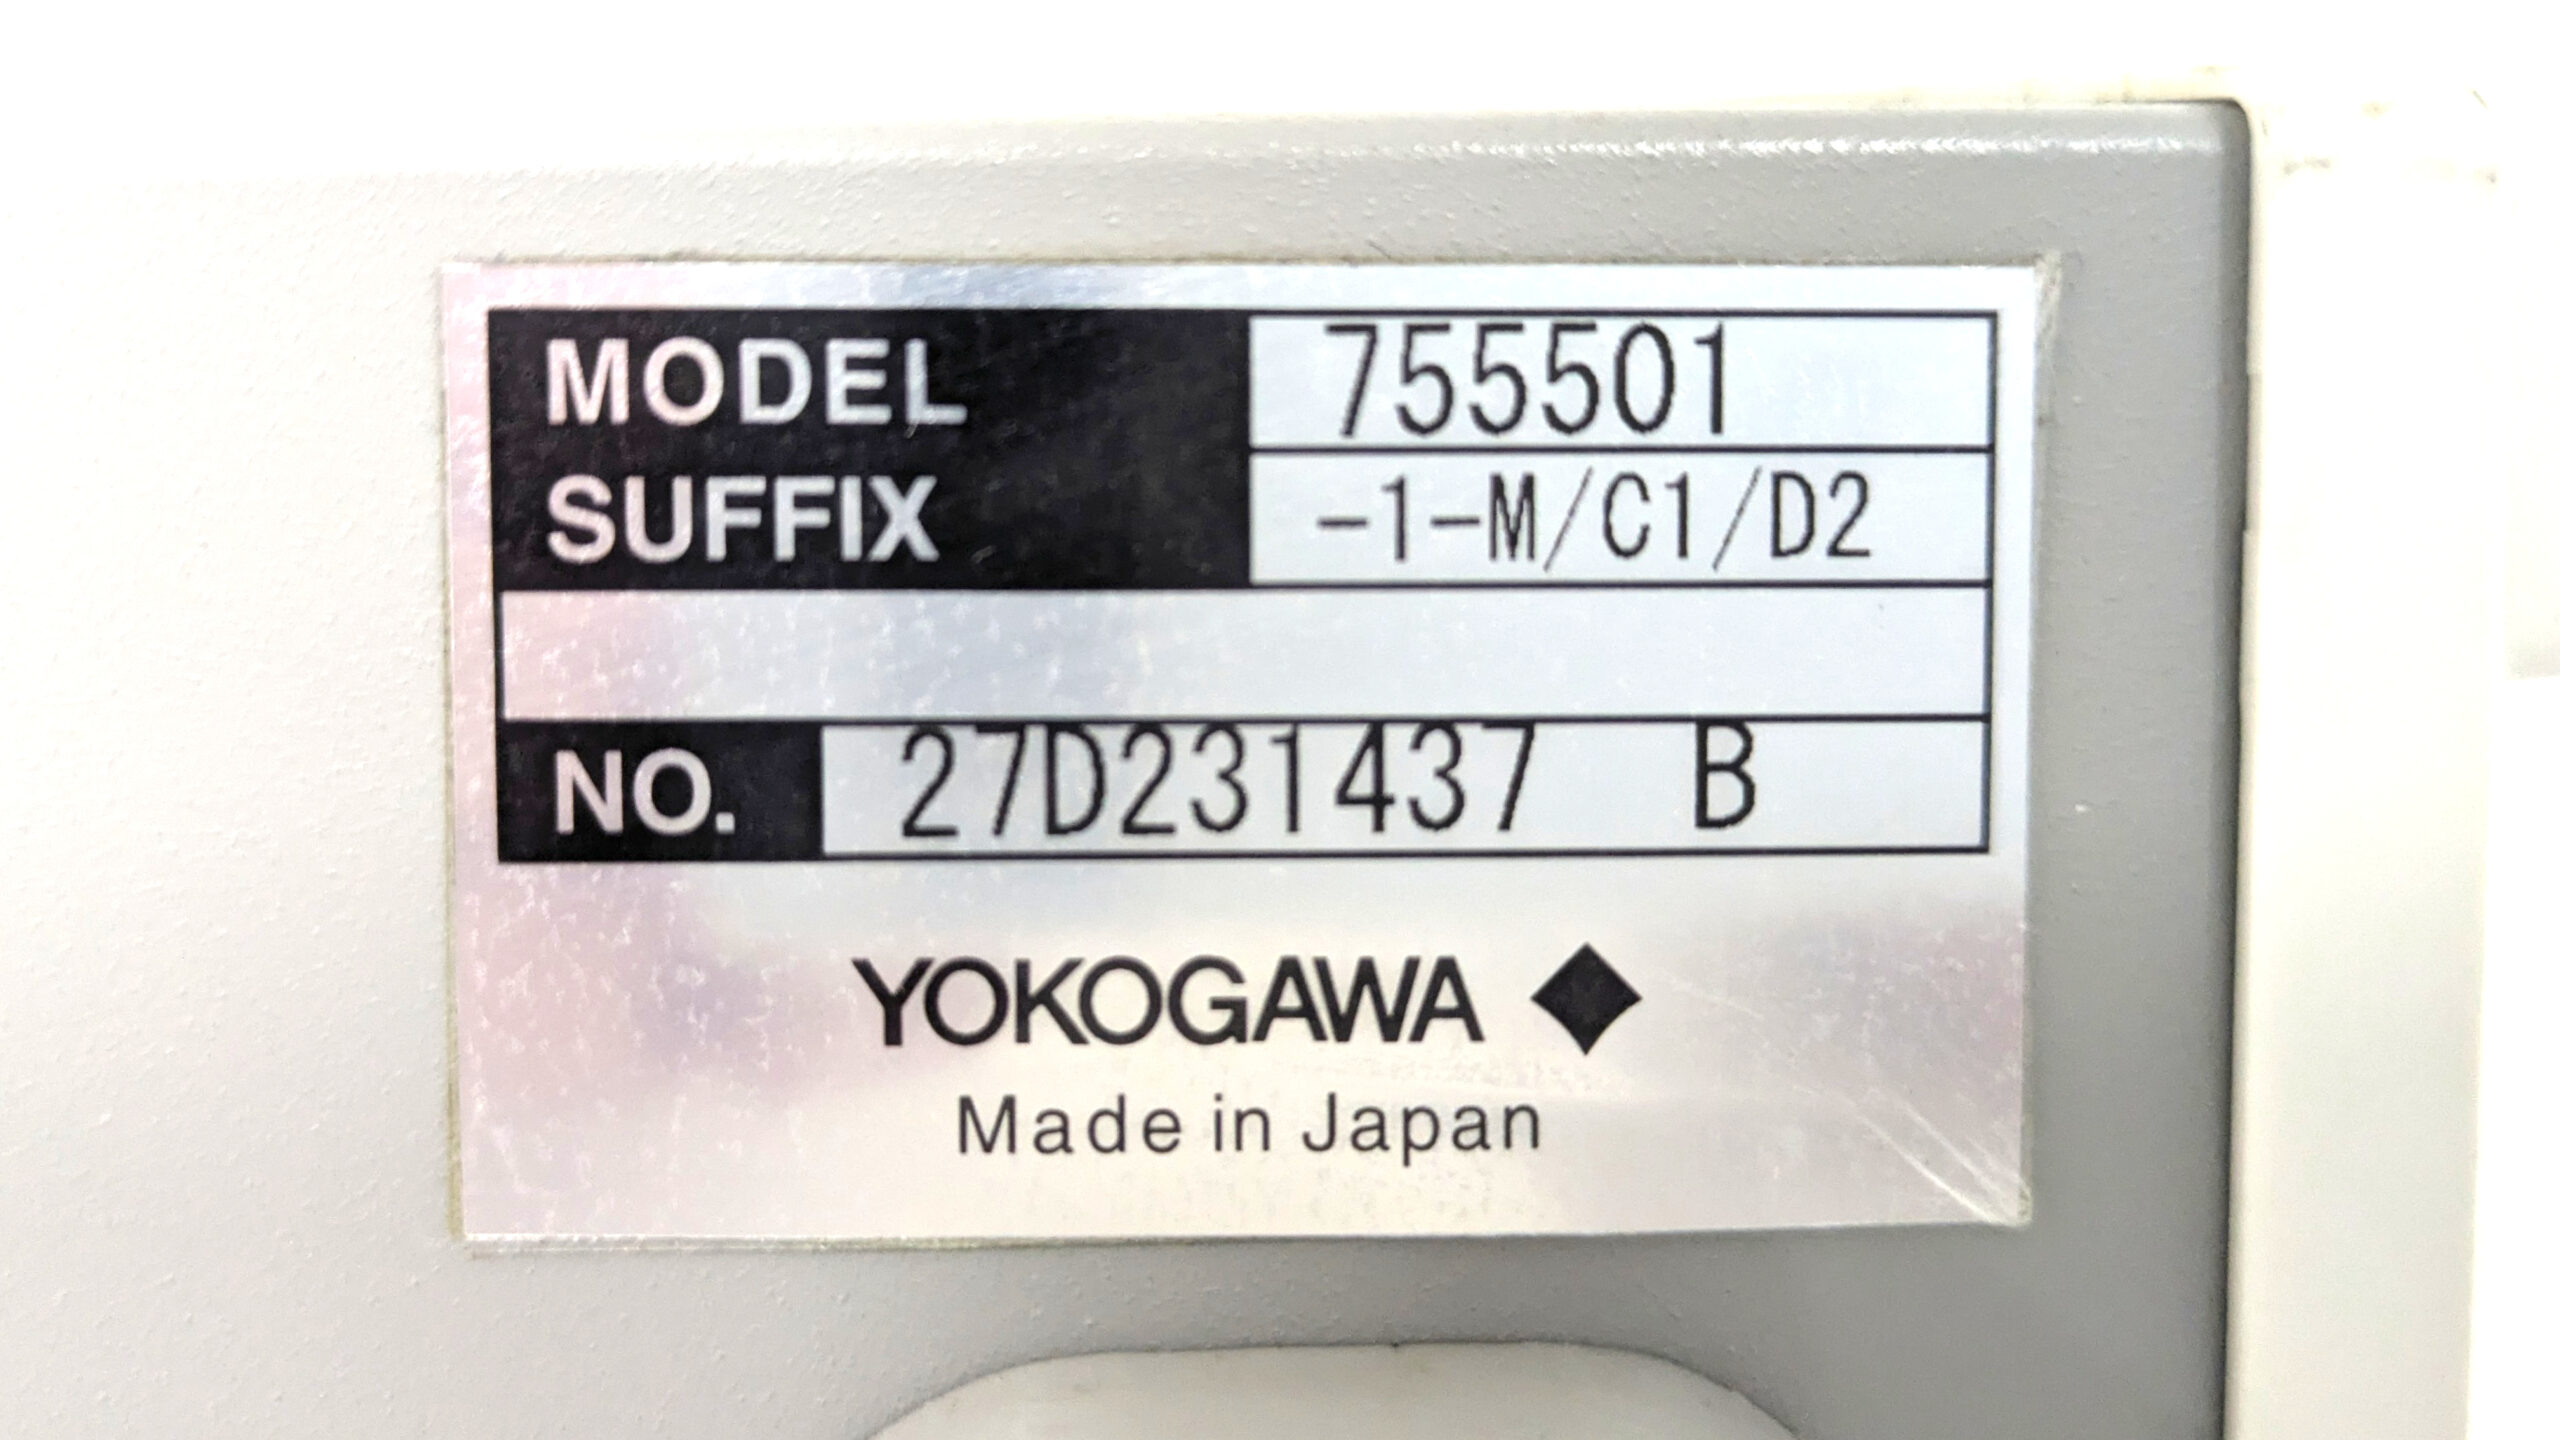 MODEL 755501
SUFFIX -1-M/C1/D2
NO. 27D231437 B
YOKOGAWA
Made in Japan